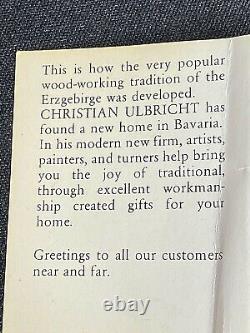 This is how the very popular
wood-working tradition of the
Erzgebirge was developed.
CHRISTIAN ULBRICHT has
found a new home in Bavaria.
In his modern new firm, artists,
painters, and turners help bring
you the joy of traditional,
through excellent workman-
ship created gifts for your
home.
Greetings to all our customers
near and far.
ebay